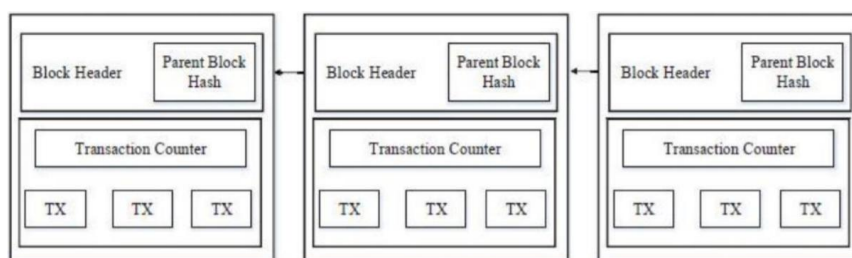 Block Header
Parent Block
Hash
Transaction Counter
TX TX TX
Block Header
Parent Block
Hash
Transaction Counter
TX TX TX
Block Header
Parent Block
Hash
Transaction Counter
TX TX TX